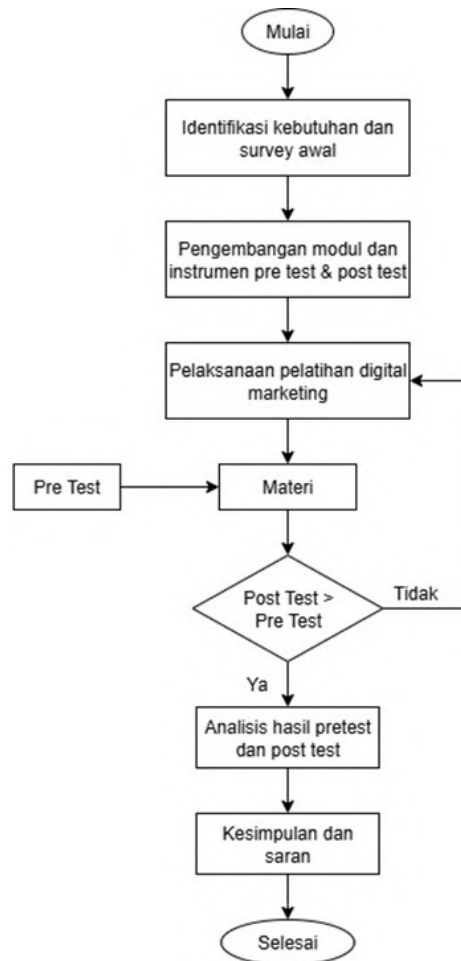 Mulai
Identifikasi kebutuhan dan
survey awal
Pengembangan modul dan
instrumen pre test & post test
Pelaksanaan pelatihan digital
marketing
Pre Test
Materi
Post Test >
Pre Test
Tidak
Ya
Analisis hasil pretest
dan post test
Kesimpulan dan
saran
Selesai